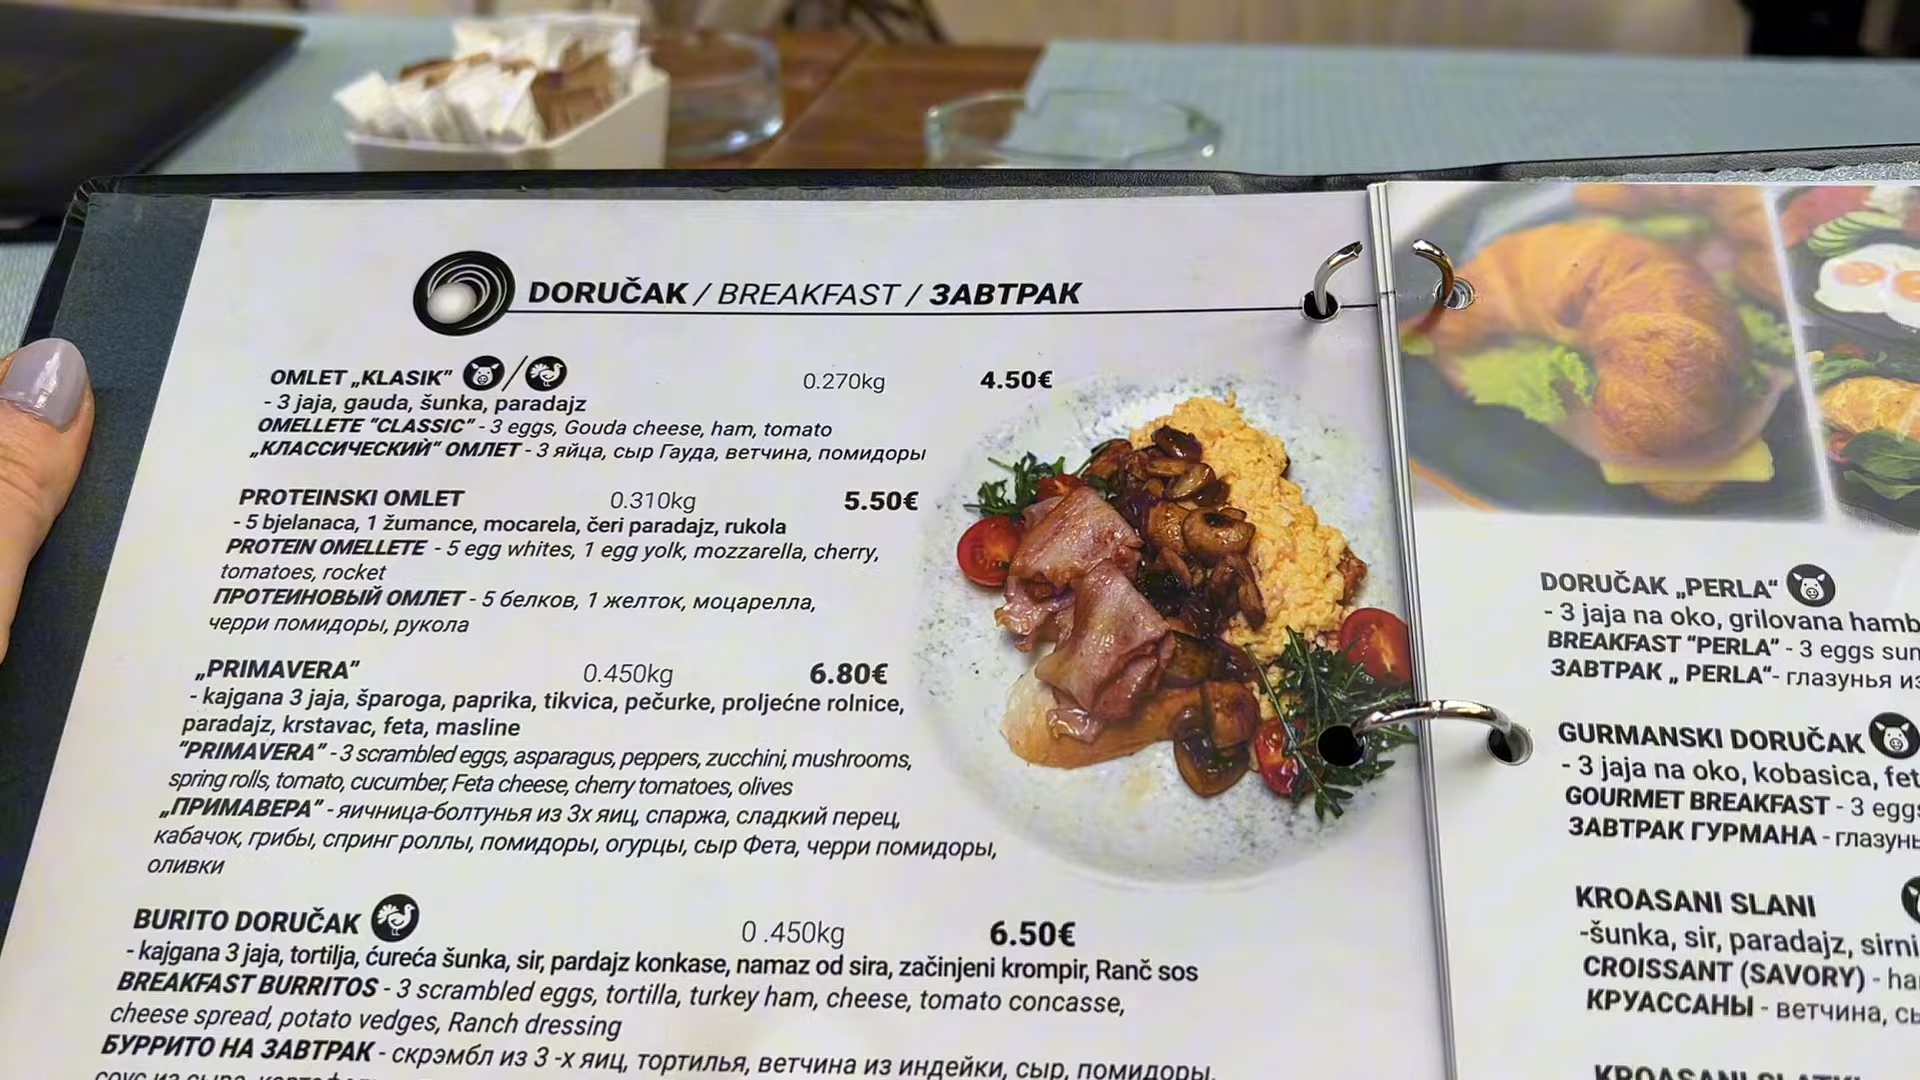 DORUČAK / BREAKFAST / ЗАВТРАК
OMLET „KLASIK" / 0.270kg 4.50€
- 3 jaja, gauda, šunka, paradajz
OMELLETE "CLASSIC" - 3 eggs, Gouda cheese, ham, tomato
„КЛАССИЧЕСКИЙ" ОМЛЕТ - 3 яйца, сыр Гауда, ветчина, помидоры
PROTEINSKI OMLET 0.310kg 5.50€
- 5 bjelanaca, 1 žumance, mocarela, čeri paradajz, rukola
PROTEIN OMELLETE - 5 egg whites, 1 egg yolk, mozzarella, cherry,
tomatoes, rocket
ПРОТЕИНОВЫЙ ОМЛЕТ - 5 белков, 1 желток, моцарелла,
черри помидоры, рукола
„PRIMAVERA" 0.450kg 6.80€
- kajgana 3 jaja, šparoga, paprika, tikvica, pečurke, proljećne rolnice,
paradajz, krstavac, feta, masline
"PRIMAVERA" - 3 scrambled eggs, asparagus, peppers, zucchini, mushrooms,
spring rolls, tomato, cucumber, Feta cheese, cherry tomatoes, olives
„ПРИМАВЕРА" - яичница-болтунья из 3х яиц, спаржа, сладкий перец,
кабачок, грибы, спринг роллы, помидоры, огурцы, сыр Фета, черри помидоры,
оливки
BURITO DORUČAK 0 .450kg 6.50€
- kajgana 3 jaja, tortilja, ćureća šunka, sir, pardajz konkase, namaz od sira, začinjeni krompir, Ranč sos
BREAKFAST BURRITOS - 3 scrambled eggs, tortilla, turkey ham, cheese, tomato concasse,
cheese spread, potato vedges, Ranch dressing
БУРРИТО НА ЗАВТРАК - скрэмбл из 3 -х яиц, тортилья, ветчина из индейки, сыр, помидоры,
DORUČAK „PERLA"
- 3 jaja na oko, grilovana hamb
BREAKFAST "PERLA" - 3 eggs sun
ЗАВТРАК „ PERLA"- глазунья из
GURMANSKI DORUČAK
- 3 jaja na oko, kobasica, fet
GOURMET BREAKFAST - 3 eggs
ЗАВТРАК ГУРМАНА - глазунь
KROASANI SLANI
-šunka, sir, paradajz, sirni
CROISSANT (SAVORY) - ha
КРУАССАНЫ - ветчина, сы